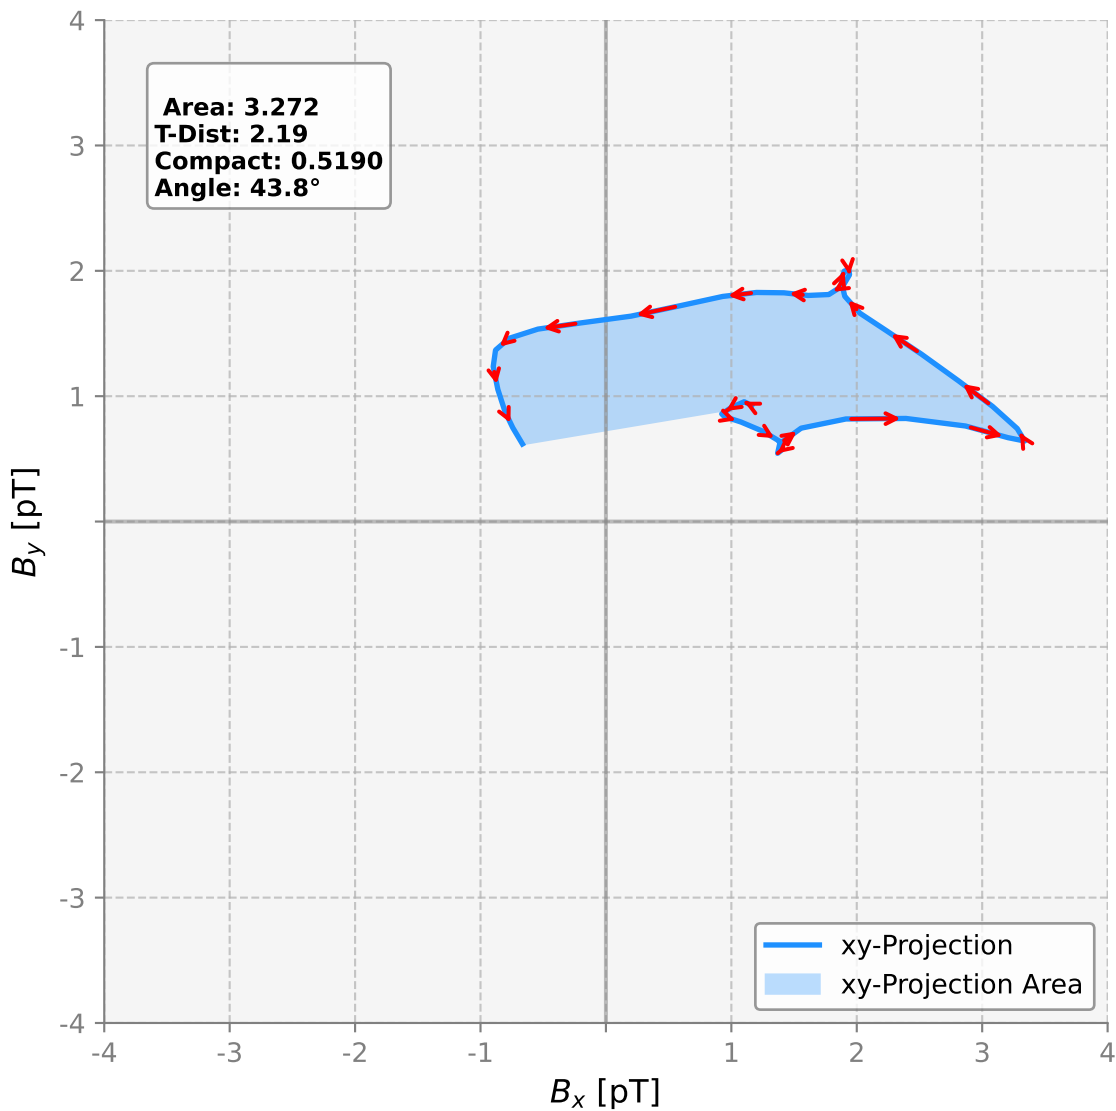 4
Area: 3.272
T-Dist: 2.19
Compact: 0.5190
Angle: 43.8°
3
2
1
-1
-2
-3
-4
B_y [pT]
xy-Projection
xy-Projection Area
-4 -3 -2 -1 1 2 3 4
B_x [pT]